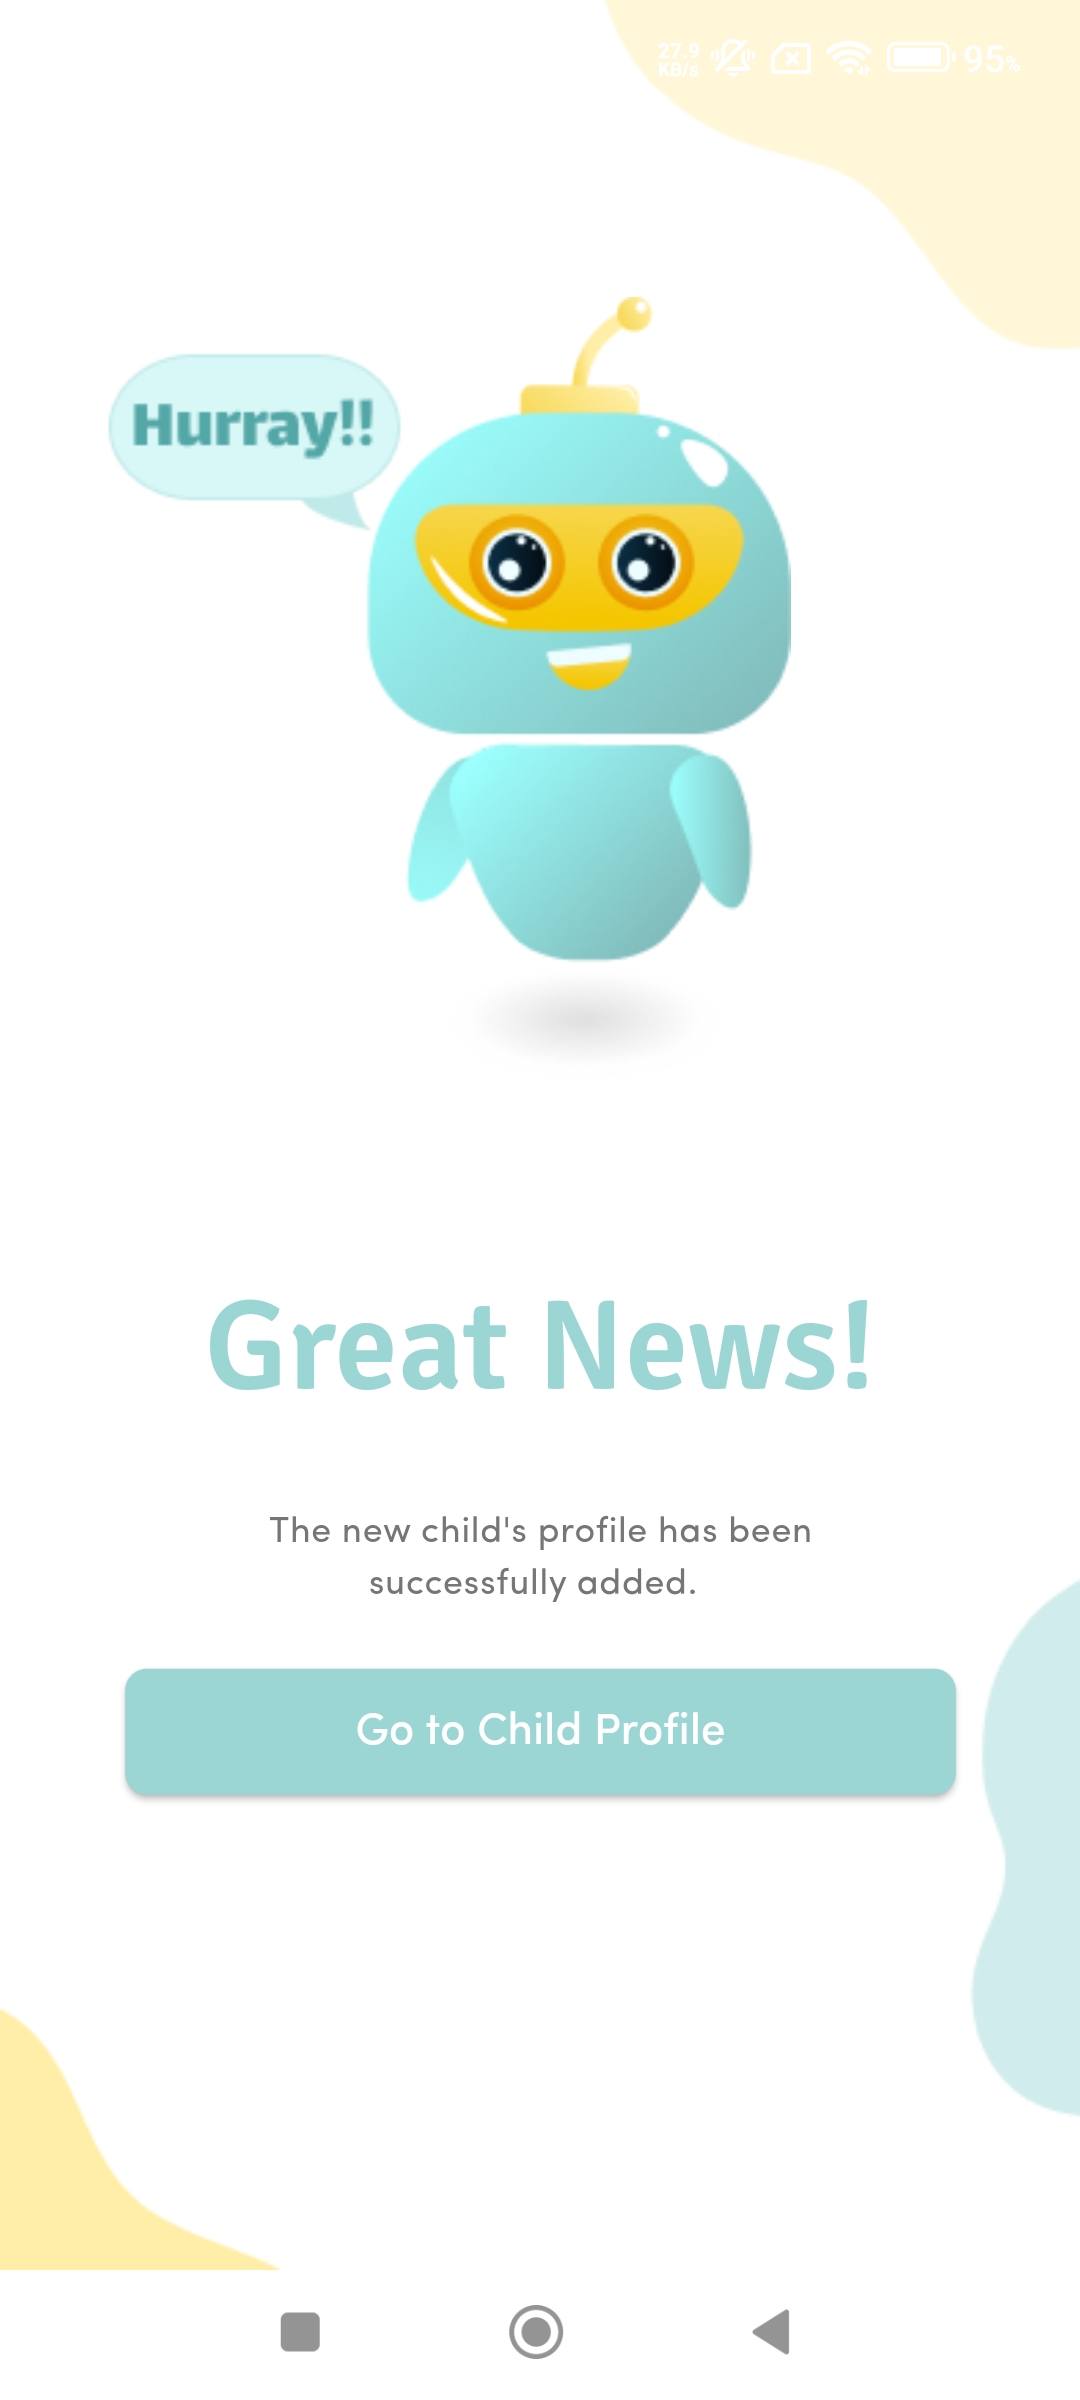 27.9
KB/s
95%
Hurray!!
Great News!
The new child's profile has been
successfully added.
Go to Child Profile